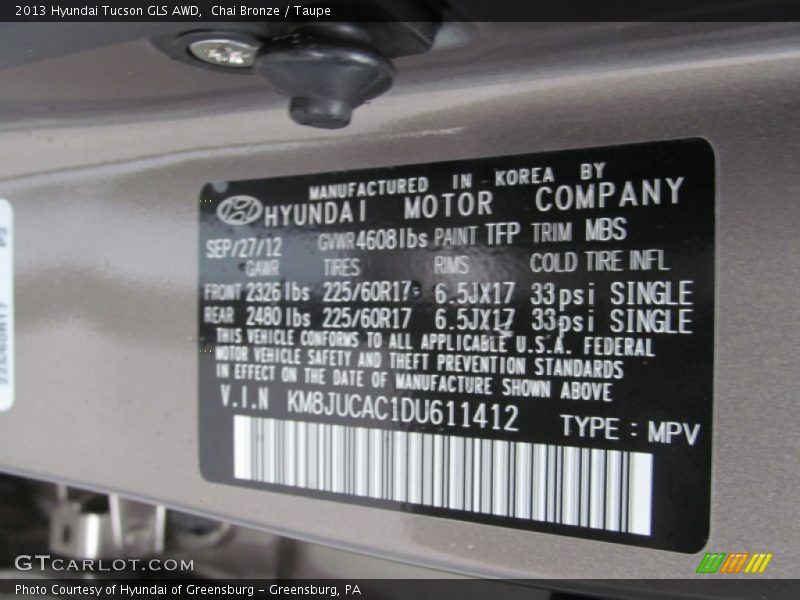 2013 Hyundai Tucson GLS AWD,  Chai Bronze / Taupe
MANUFACTURED IN KOREA BY
HYUNDAI MOTOR COMPANY
SEP/27/12 GVWR 4608lbs PAINT TFP TRIM MBS
GAWR TIRES RIMS COLD TIRE INFL
FRONT 2326 lbs 225/60R17 6.5JX17 33psi SINGLE
REAR 2480 lbs 225/60R17 6.5JX17 33psi SINGLE
THIS VEHICLE CONFORMS TO ALL APPLICABLE U.S.A. FEDERAL
MOTOR VEHICLE SAFETY AND THEFT PREVENTION STANDARDS
IN EFFECT ON THE DATE OF MANUFACTURE SHOWN ABOVE
V.I.N KM8JUCAC1DU611412 TYPE : MPV
225/60R17 P2
GTCARLOT.COM
Photo Courtesy of Hyundai of Greensburg - Greensburg, PA